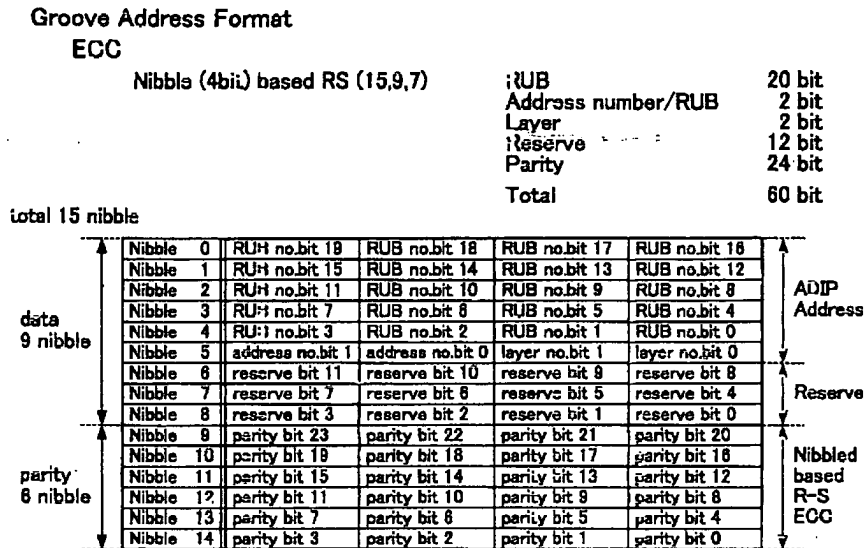 Groove Address Format
ECC
Nibble (4bit) based RS (15,9,7)
RUB 20 bit
Address number/RUB 2 bit
Layer 2 bit
Reserve 12 bit
Parity 24 bit
Total 60 bit
total 15 nibble
Nibble 0 RUB no.bit 19 RUB no.bit 18 RUB no.bit 17 RUB no.bit 16
Nibble 1 RUB no.bit 15 RUB no.bit 14 RUB no.bit 13 RUB no.bit 12
Nibble 2 RUB no.bit 11 RUB no.bit 10 RUB no.bit 9 RUB no.bit 8
Nibble 3 RUB no.bit 7 RUB no.bit 6 RUB no.bit 5 RUB no.bit 4
Nibble 4 RUB no.bit 3 RUB no.bit 2 RUB no.bit 1 RUB no.bit 0
Nibble 5 address no.bit 1 address no.bit 0 layer no.bit 1 layer no.bit 0
Nibble 6 reserve bit 11 reserve bit 10 reserve bit 9 reserve bit 8
Nibble 7 reserve bit 7 reserve bit 6 reserve bit 5 reserve bit 4
Nibble 8 reserve bit 3 reserve bit 2 reserve bit 1 reserve bit 0
Nibble 9 parity bit 23 parity bit 22 parity bit 21 parity bit 20
Nibble 10 parity bit 19 parity bit 18 parity bit 17 parity bit 16
Nibble 11 parity bit 15 parity bit 14 parity bit 13 parity bit 12
Nibble 12 parity bit 11 parity bit 10 parity bit 9 parity bit 8
Nibble 13 parity bit 7 parity bit 6 parity bit 5 parity bit 4
Nibble 14 parity bit 3 parity bit 2 parity bit 1 parity bit 0
data
9 nibble
parity
6 nibble
ADIP
Address
Reserve
Nibbled
based
R-S
ECC